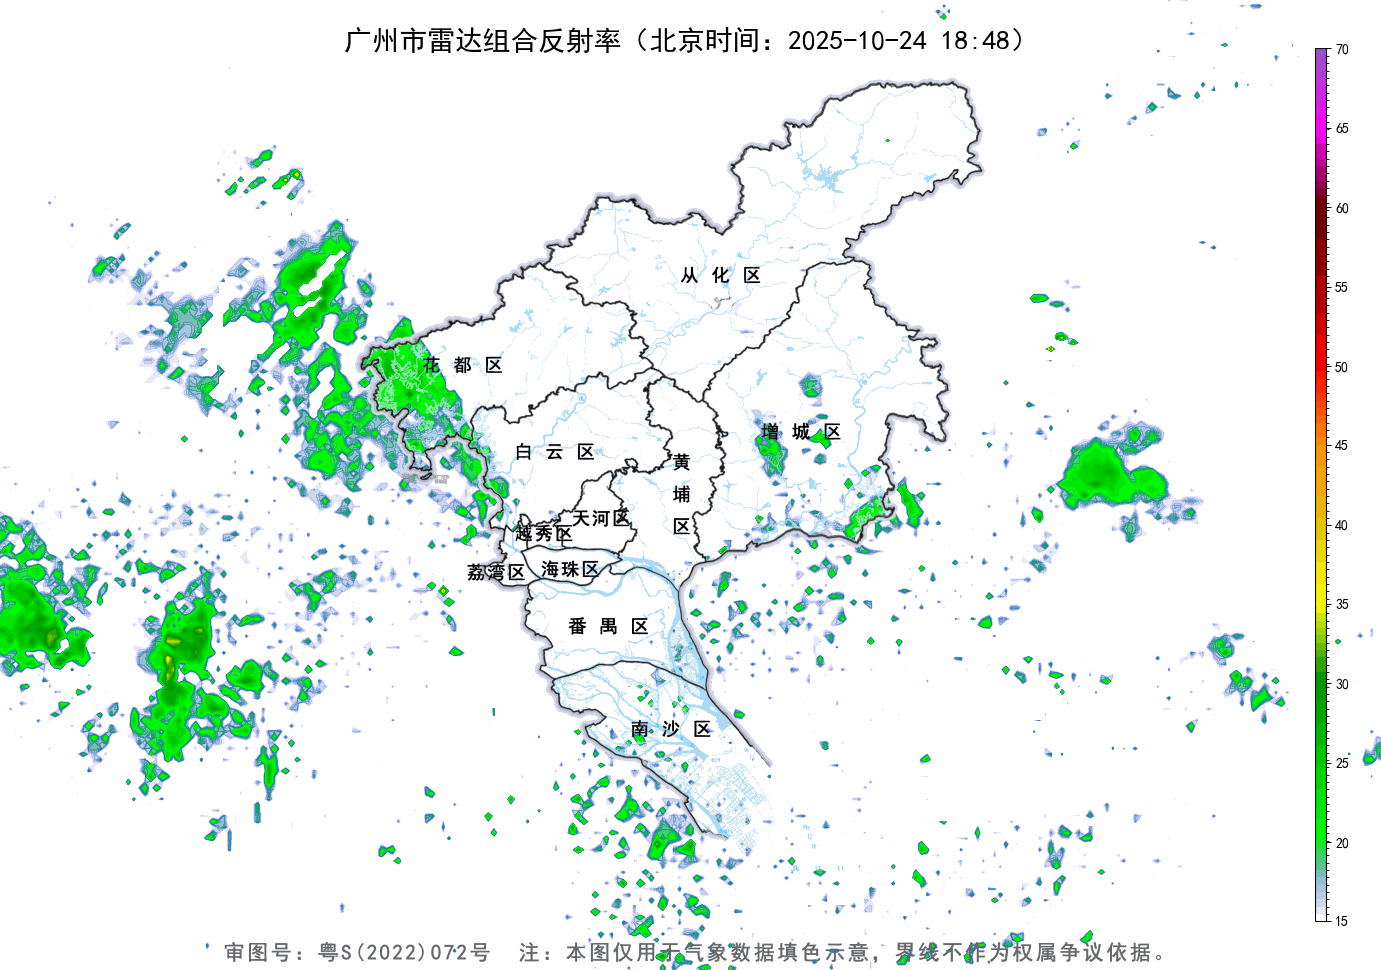 广州市雷达组合反射率（北京时间：2025-10-24 18:48）
70
65
60
55
50
45
40
35
30
25
20
15
从化区
花都区
增城区
白云区
黄埔区
天河区
越秀区
荔湾区
海珠区
番禺区
南沙区
审图号：粤S(2022)072号 注：本图仅用于气象数据填色示意，界线不作为权属争议依据。